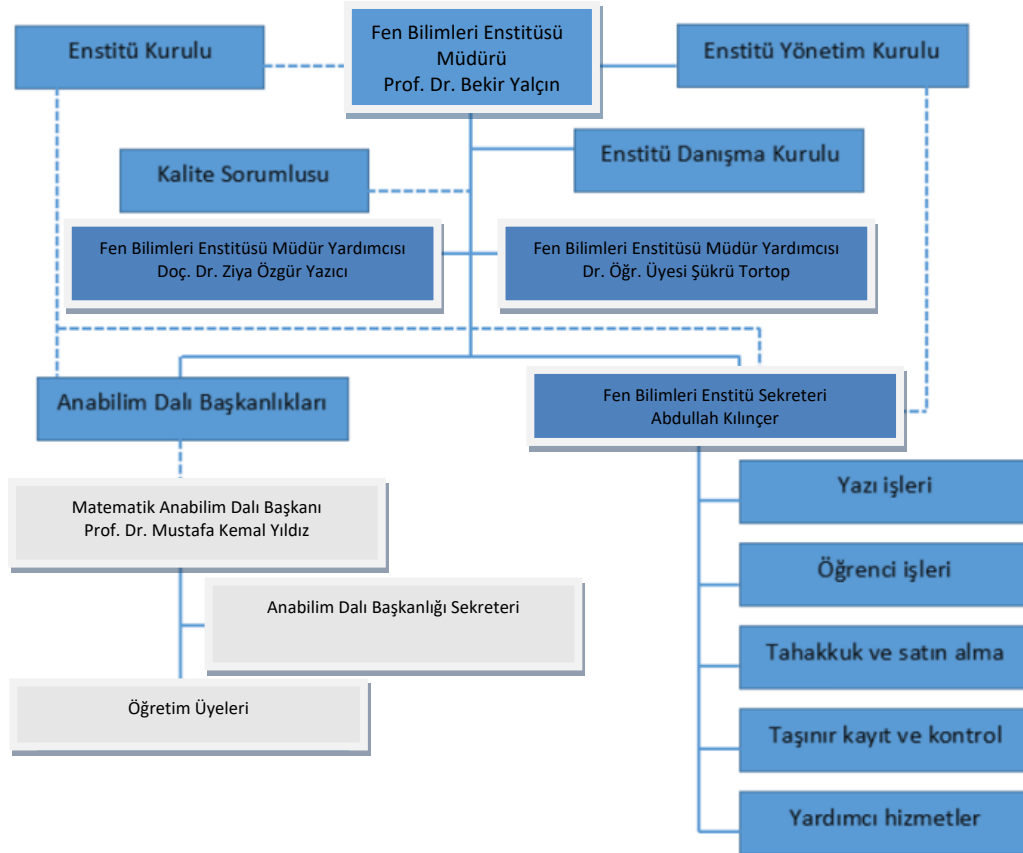 Enstitü Kurulu
Fen Bilimleri Enstitüsü
Müdürü
Prof. Dr. Bekir Yalçın
Enstitü Yönetim Kurulu
Enstitü Danışma Kurulu
Kalite Sorumlusu
Fen Bilimleri Enstitüsü Müdür Yardımcısı
Doç. Dr. Ziya Özgür Yazıcı
Fen Bilimleri Enstitüsü Müdür Yardımcısı
Dr. Öğr. Üyesi Şükrü Tortop
Anabilim Dalı Başkanlıkları
Fen Bilimleri Enstitü Sekreteri
Abdullah Kılınçer
Matematik Anabilim Dalı Başkanı
Prof. Dr. Mustafa Kemal Yıldız
Anabilim Dalı Başkanlığı Sekreteri
Öğretim Üyeleri
Yazı işleri
Öğrenci işleri
Tahakkuk ve satın alma
Taşınır kayıt ve kontrol
Yardımcı hizmetler